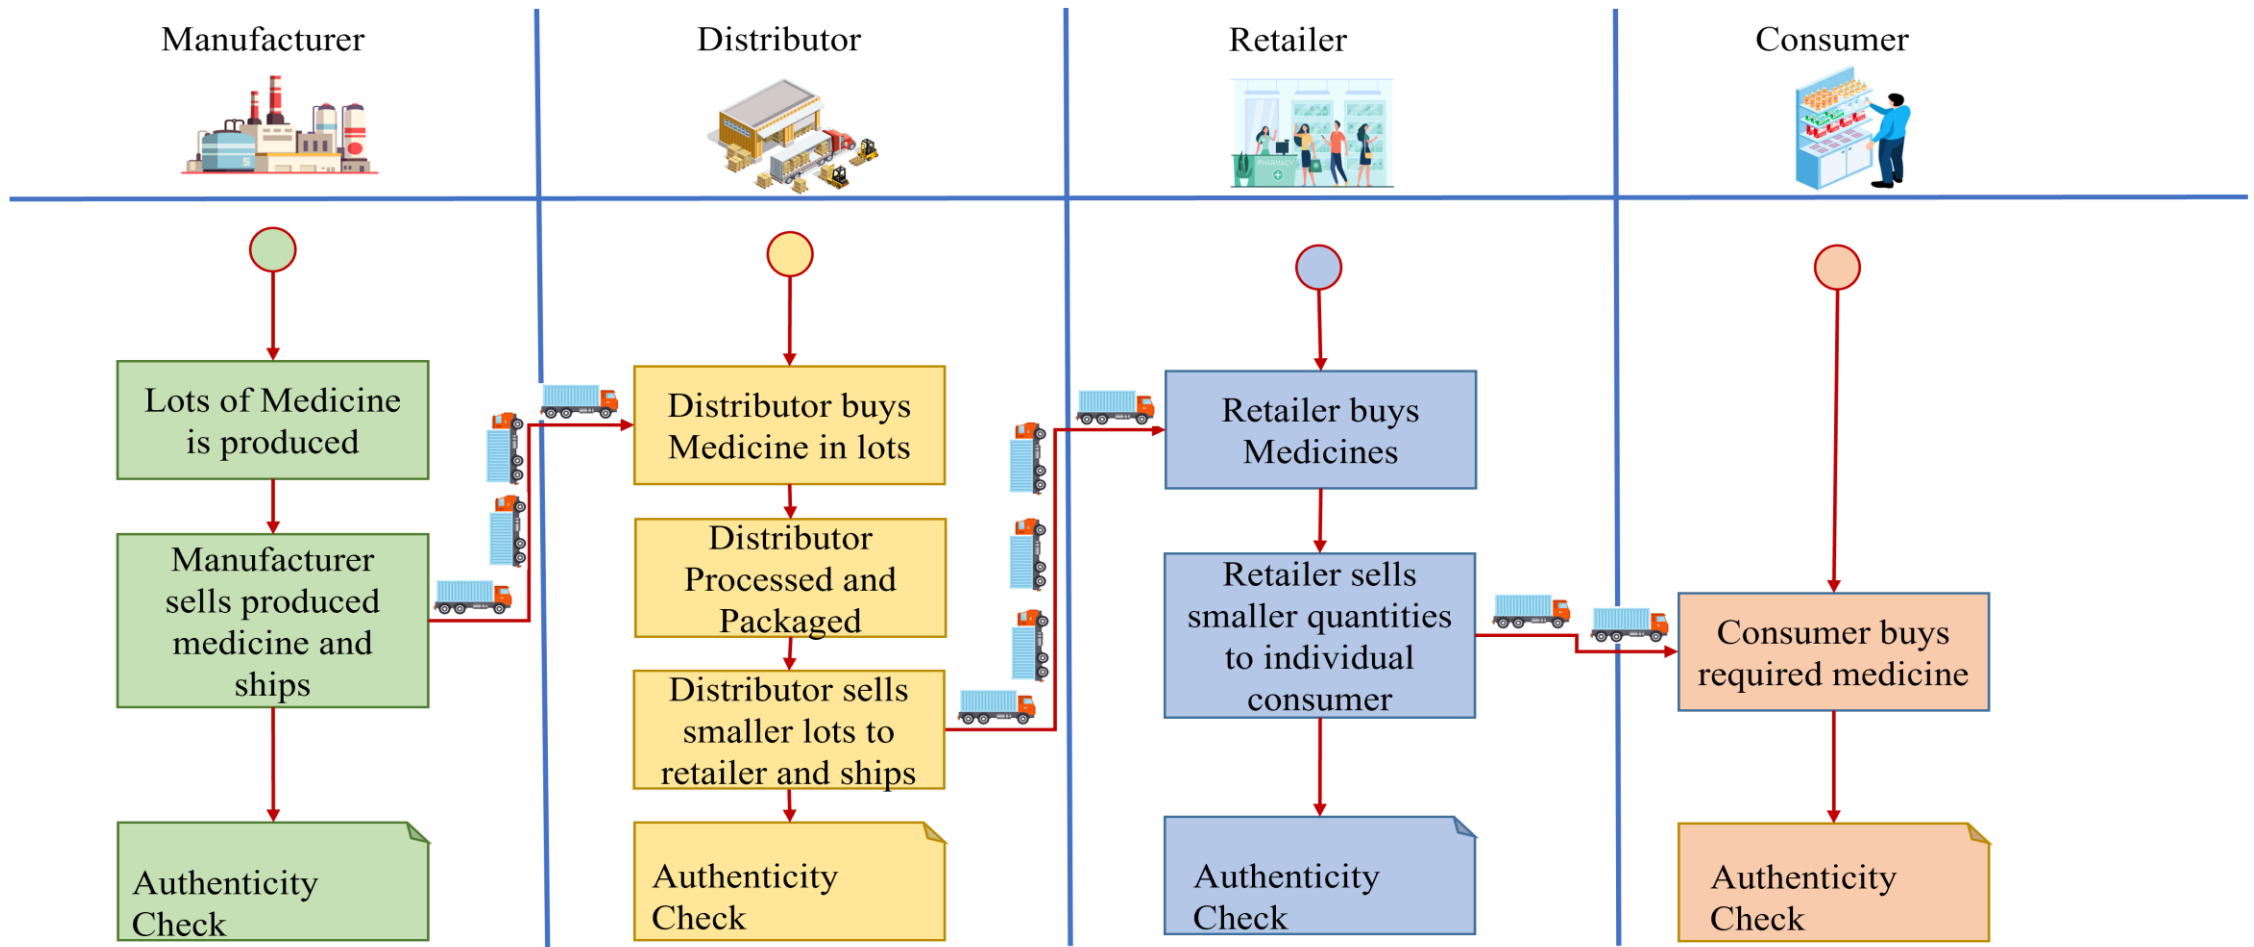 Manufacturer
Distributor
Retailer
Consumer
S
PHARMACY
Lots of Medicine
is produced
Manufacturer
sells produced
medicine and
ships
Authenticity
Check
Distributor buys
Medicine in lots
Distributor
Processed and
Packaged
Distributor sells
smaller lots to
retailer and ships
Authenticity
Check
Retailer buys
Medicines
Retailer sells
smaller quantities
to individual
consumer
Authenticity
Check
Consumer buys
required medicine
Authenticity
Check